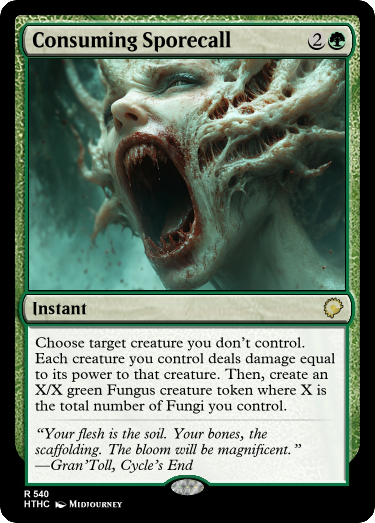 Consuming Sporecall 2
Instant
Choose target creature you don't control.
Each creature you control deals damage equal
to its power to that creature. Then, create an
X/X green Fungus creature token where X is
the total number of Fungi you control.
"Your flesh is the soil. Your bones, the
scaffolding. The bloom will be magnificent."
—Gran'Toll, Cycle's End
R 540
HTHC MIDJOURNEY